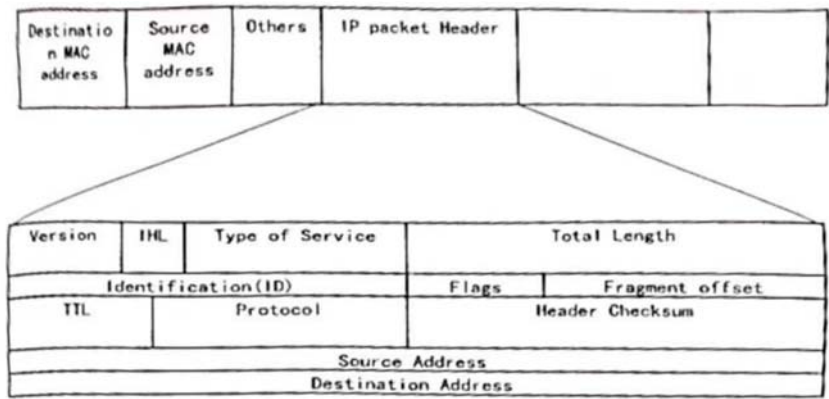 Destinatio
n MAC
address
Source
MAC
address
Others
IP packet Header
Version IHL Type of Service Total Length
Identification(ID) Flags Fragment offset
TTL Protocol Header Checksum
Source Address
Destination Address